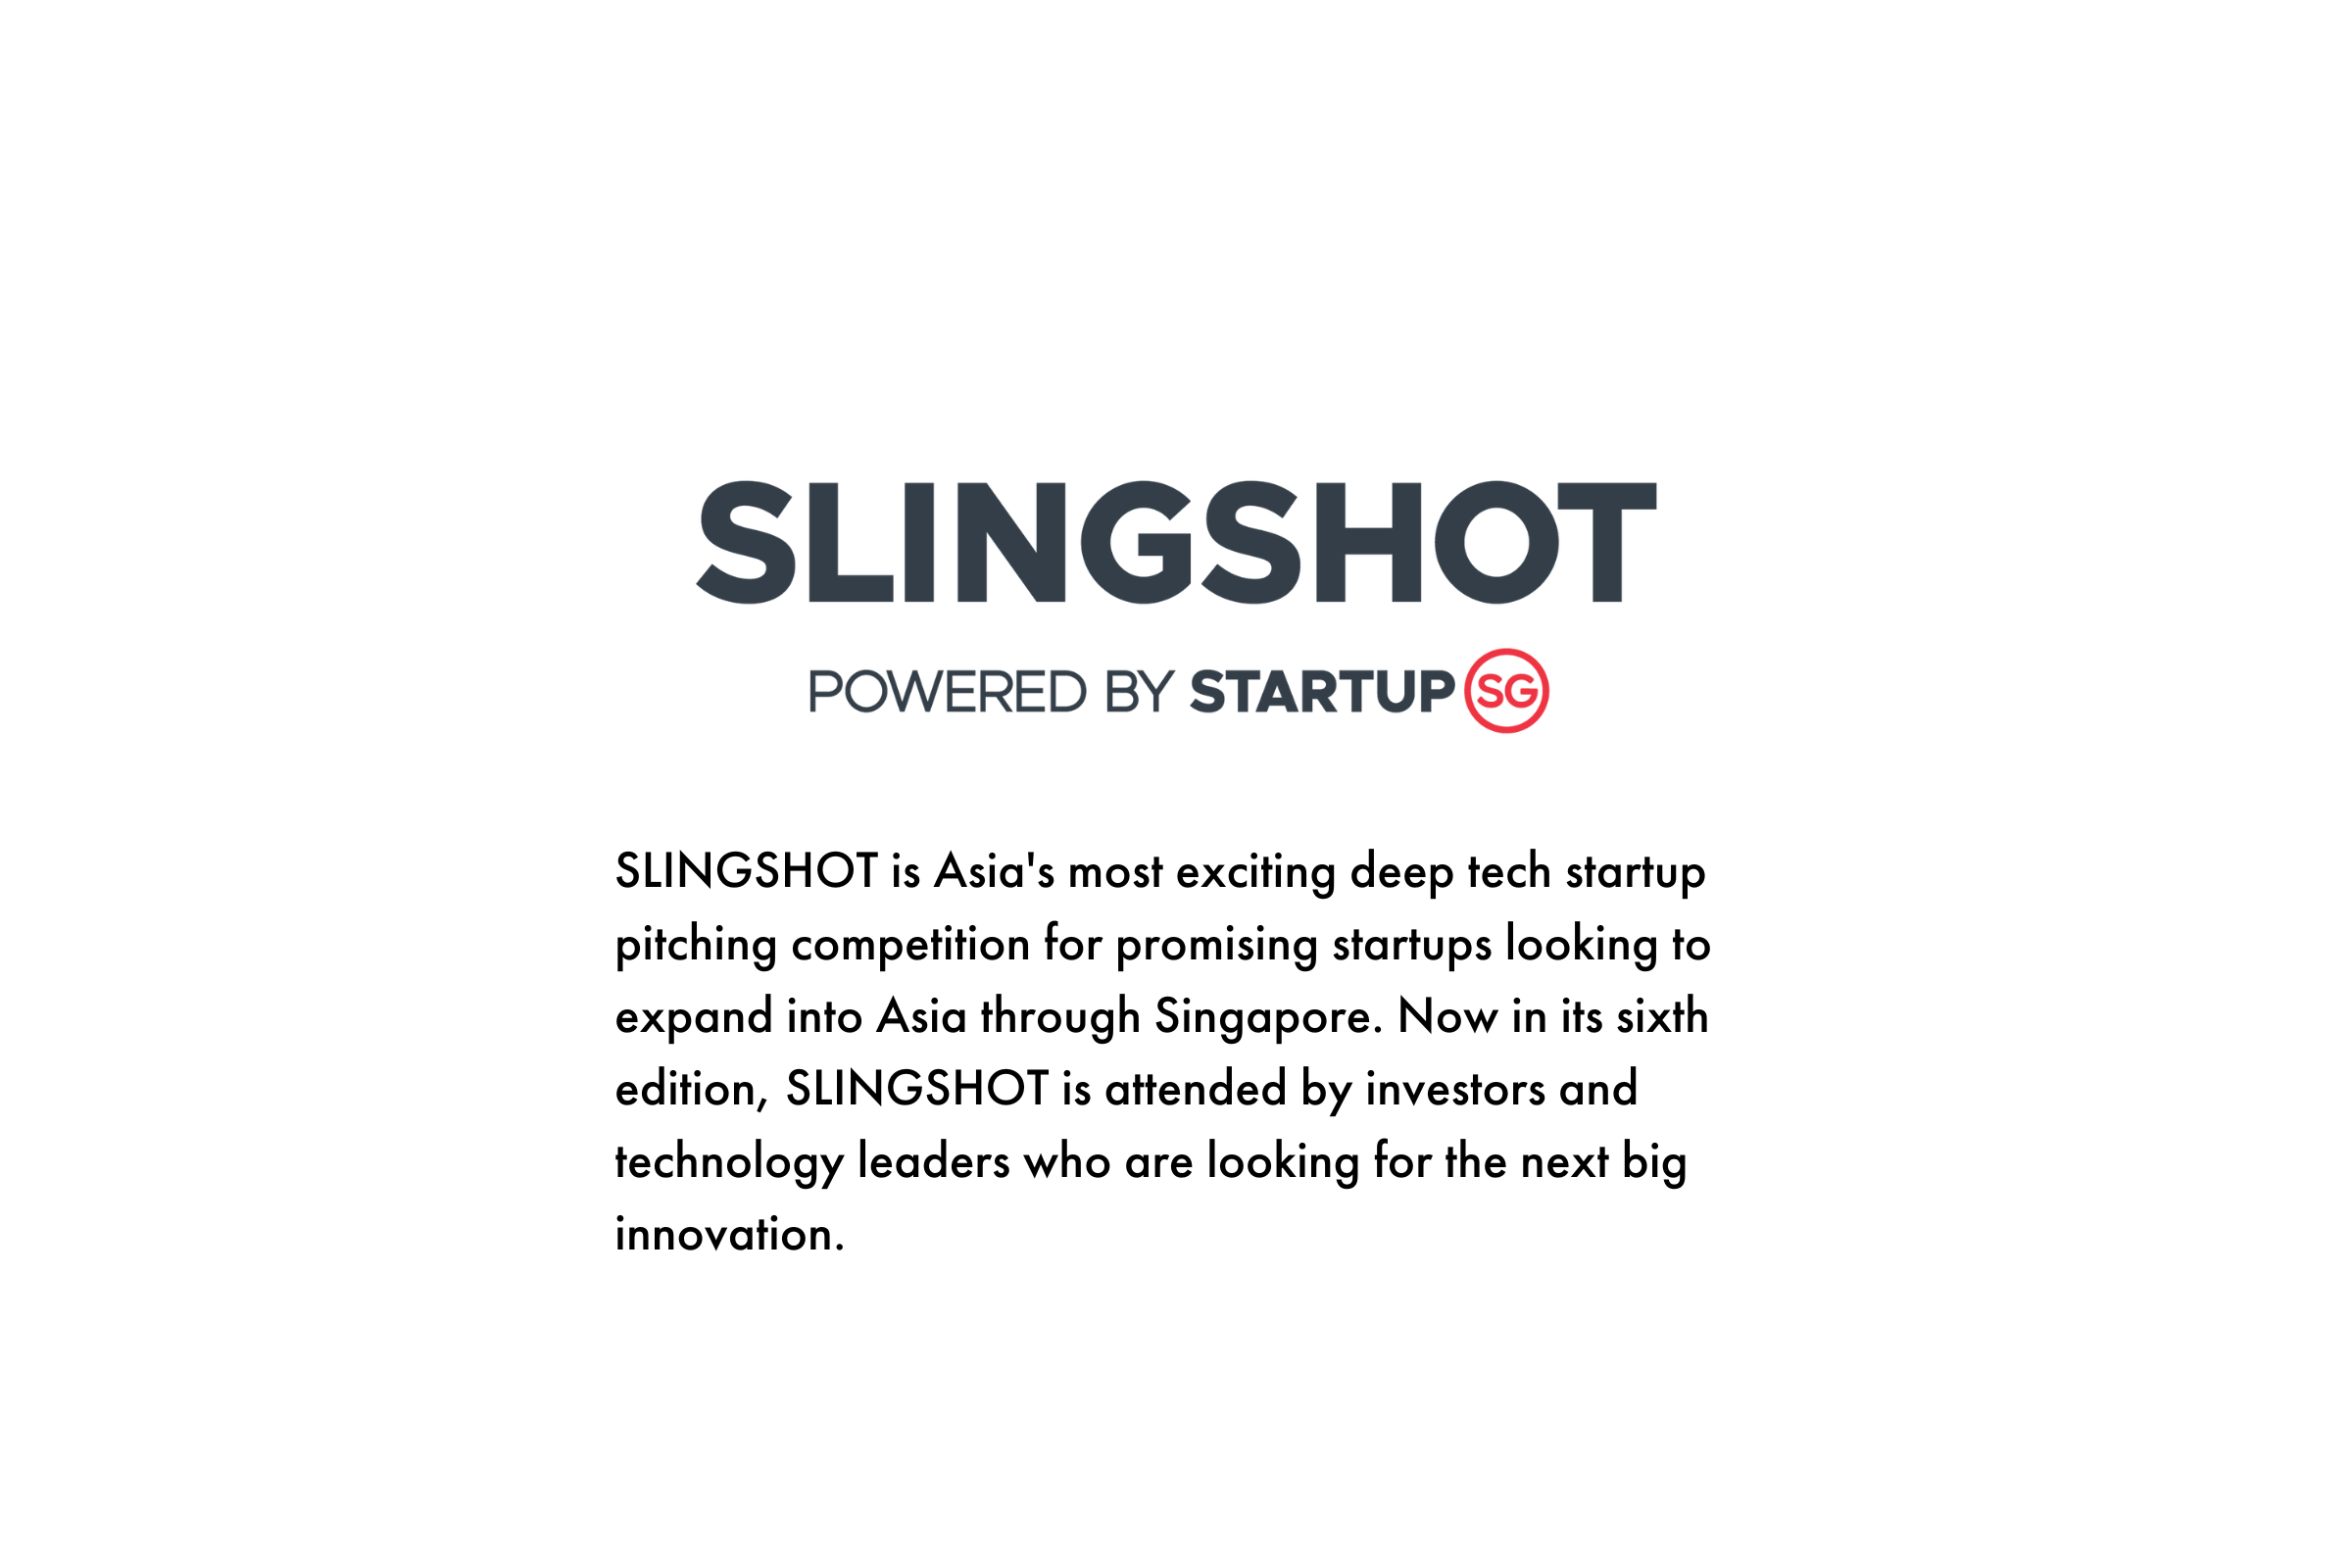 SLINGSHOT
POWERED BY STARTUP SG
SLINGSHOT is Asia's most exciting deep tech startup
pitching competition for promising startups looking to
expand into Asia through Singapore. Now in its sixth
edition, SLINGSHOT is attended by investors and
technology leaders who are looking for the next big
innovation.